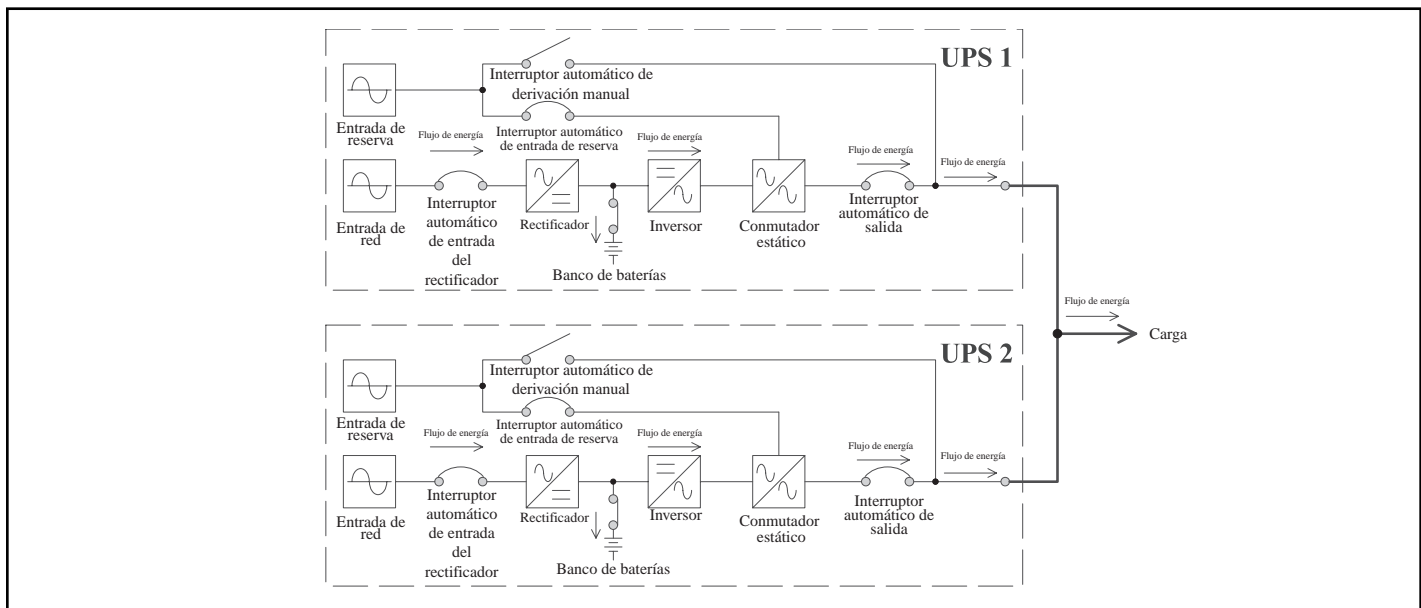 UPS 1
Interruptor automático de
derivación manual
Entrada de
reserva
Flujo de energía
Interruptor automático
de entrada de reserva
Flujo de energía
Flujo de energía
Flujo de energía
Entrada de
red
Interruptor
automático
de entrada
del
rectificador
Rectificador
Inversor
Conmutador
estático
Interruptor
automático de
salida
Banco de baterías
Flujo de energía
Carga
UPS 2
Interruptor automático de
derivación manual
Entrada de
reserva
Flujo de energía
Interruptor automático
de entrada de reserva
Flujo de energía
Flujo de energía
Flujo de energía
Entrada de
red
Interruptor
automático
de entrada
del
rectificador
Rectificador
Inversor
Conmutador
estático
Interruptor
automático de
salida
Banco de baterías